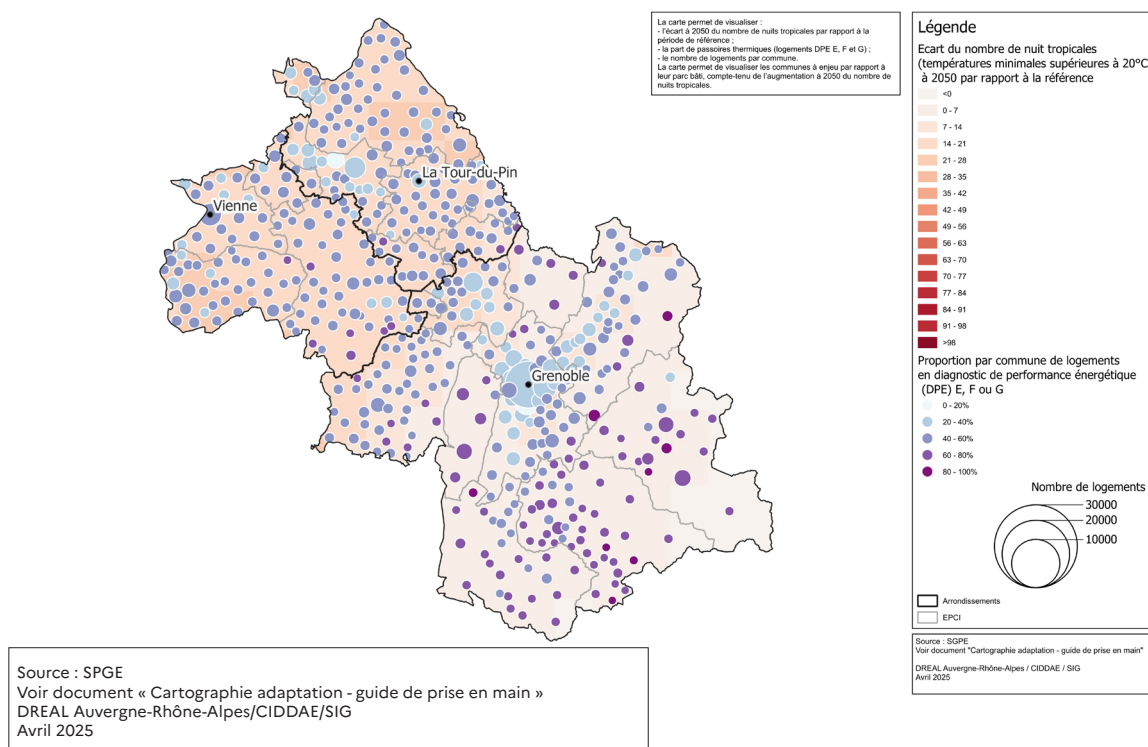 La carte permet de visualiser :
- l'écart à 2050 du nombre de nuits tropicales par rapport à la
période de référence ;
- la part de passoires thermiques (logements DPE E, F et G) ;
- le nombre de logements par commune.
La carte permet de visualiser les communes à enjeu par rapport à
leur parc bâti, compte-tenu de l'augmentation à 2050 du nombre de
nuits tropicales.
La Tour-du-Pin
Vienne
Grenoble
Légende
Ecart du nombre de nuit tropicales
(températures minimales supérieures à 20°C
à 2050 par rapport à la référence
<0
0 - 7
7 - 14
14 - 21
21 - 28
28 - 35
35 - 42
42 - 49
49 - 56
56 - 63
63 - 70
70 - 77
77 - 84
84 - 91
91 - 98
>98
Proportion par commune de logements
en diagnostic de performance énergétique
(DPE) E, F ou G
0 - 20%
20 - 40%
40 - 60%
60 - 80%
80 - 100%
Nombre de logements
30000
20000
10000
Arrondissements
EPCI
Source : SGPE
Voir document "Cartographie adaptation - guide de prise en main"
DREAL Auvergne-Rhône-Alpes / CIDDAE / SIG
Avril 2025
Source : SPGE
Voir document « Cartographie adaptation - guide de prise en main »
DREAL Auvergne-Rhône-Alpes/CIDDAE/SIG
Avril 2025